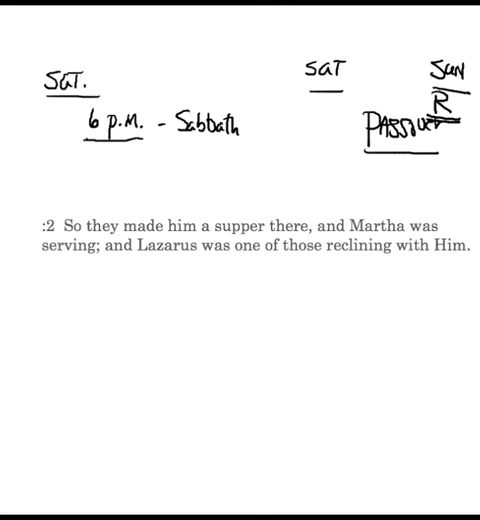 SaT.
SaT
SUN
R
6 P.M. - Sabbath
:2 So they made him a supper there, and Martha was
serving; and Lazarus was one of those reclining with Him.